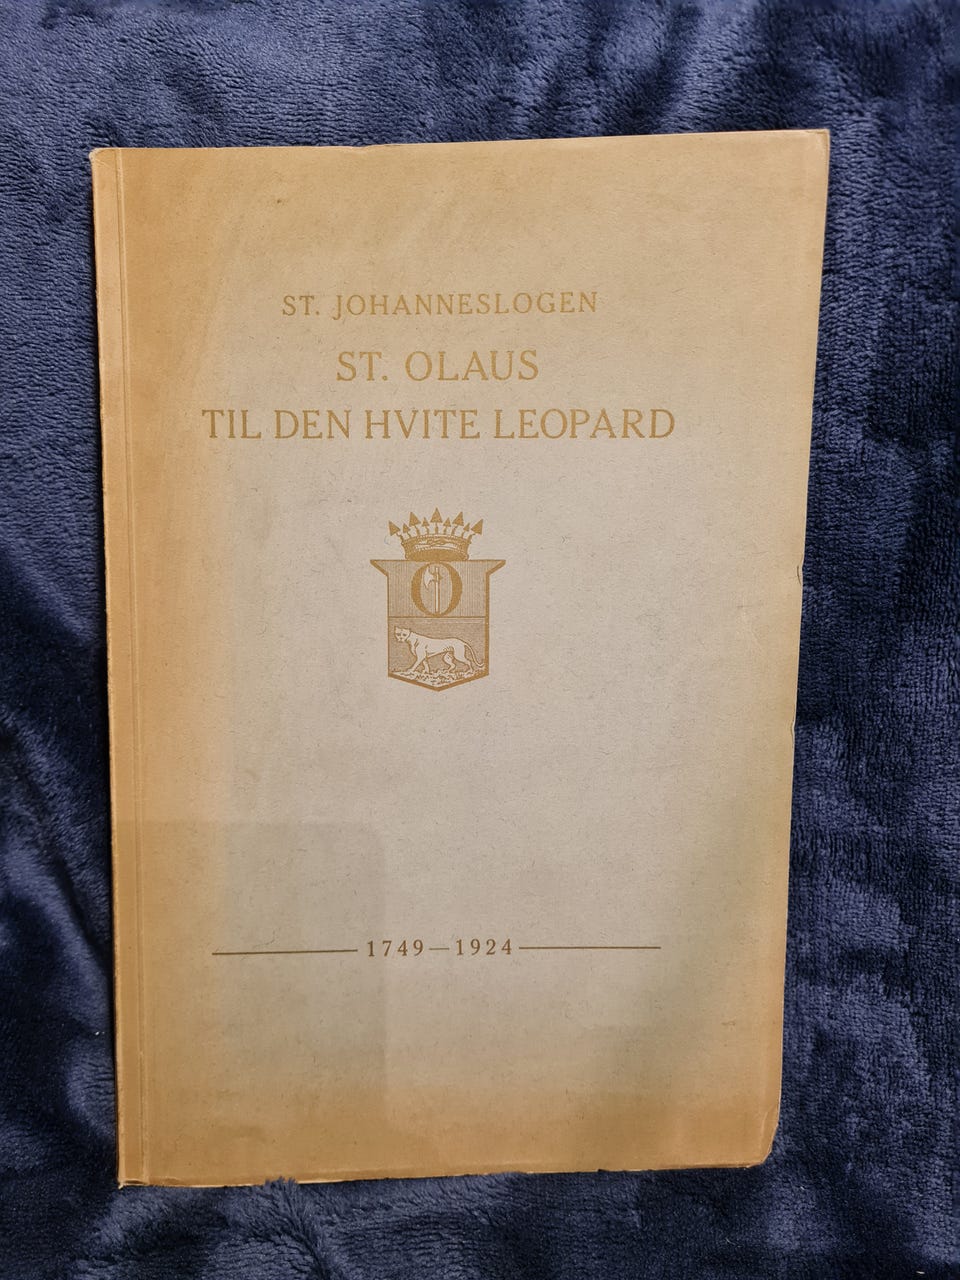 ST. JOHANNESLOGEN
ST. OLAUS
TIL DEN HVITE LEOPARD
O
1749—1924